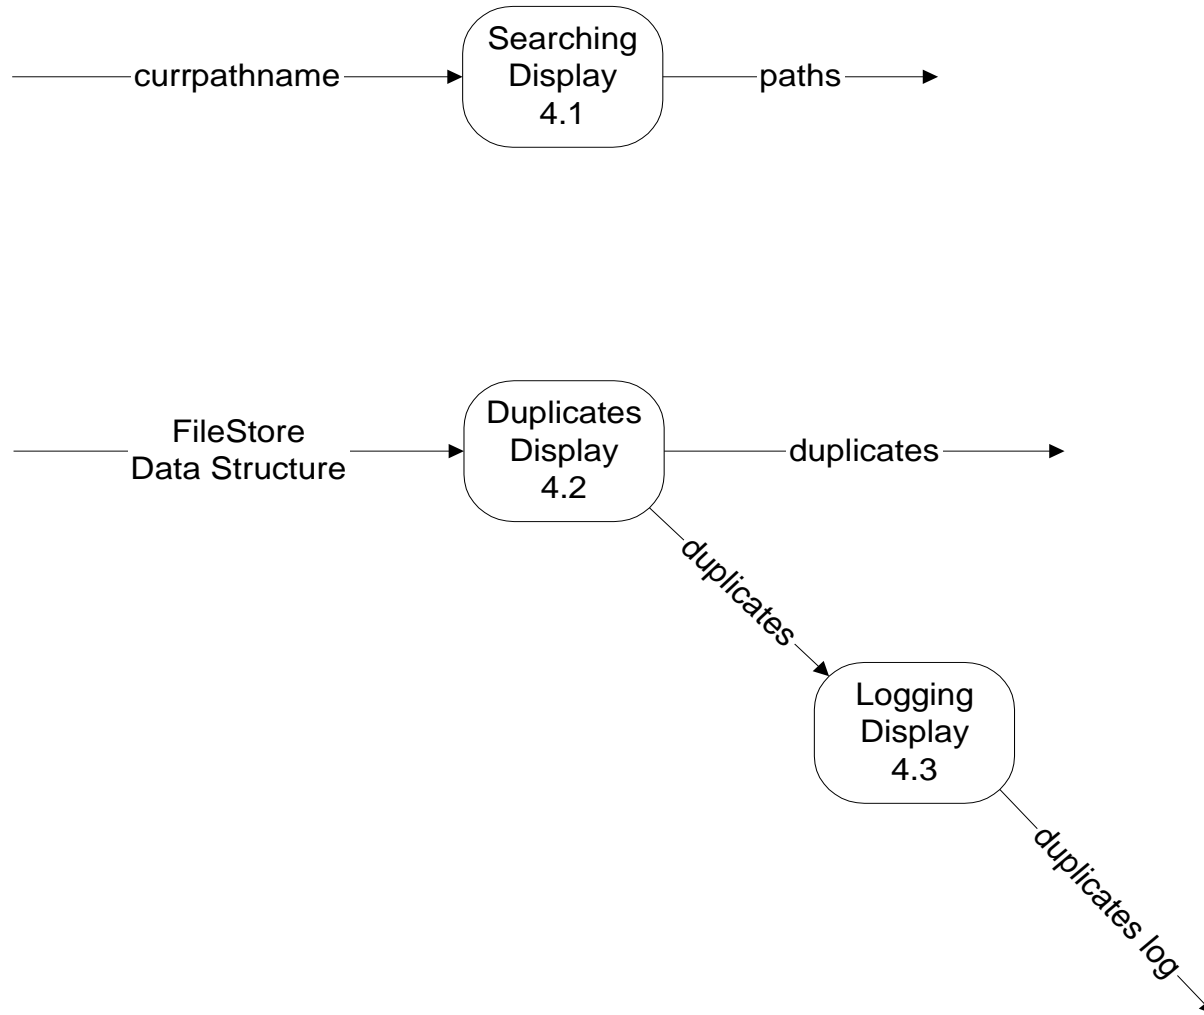 Searching
Display
4.1
currpathname
paths
Duplicates
Display
4.2
FileStore
Data Structure
duplicates
duplicates
Logging
Display
4.3
duplicates log